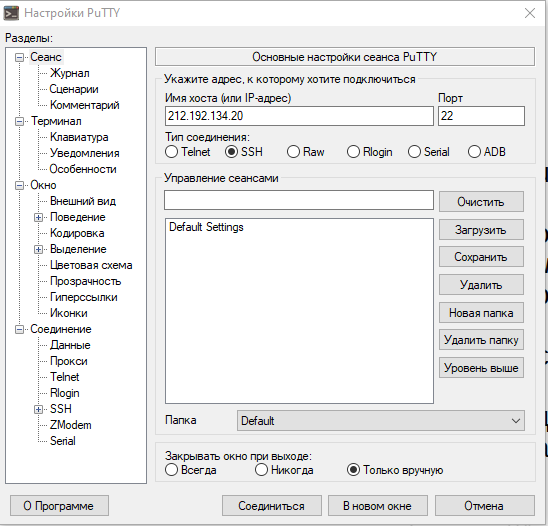 Настройки PuTTY
Разделы:
Сеанс
Журнал
Сценарии
Комментарий
Терминал
Клавиатура
Уведомления
Особенности
Окно
Внешний вид
Поведение
Кодировка
Выделение
Цветовая схема
Прозрачность
Гиперссылки
Иконки
Соединение
Данные
Прокси
Telnet
Rlogin
SSH
ZModem
Serial
Основные настройки сеанса PuTTY
Укажите адрес, к которому хотите подключиться
Имя хоста (или IP-адрес) Порт
212.192.134.20 22
Тип соединения:
Telnet SSH Raw Rlogin Serial ADB
Управление сеансами
Очистить
Default Settings Загрузить
Сохранить
Удалить
Новая папка
Удалить папку
Уровень выше
Папка Default
Закрывать окно при выходе:
Всегда Никогда Только вручную
О Программе Соединиться В новом окне Отмена